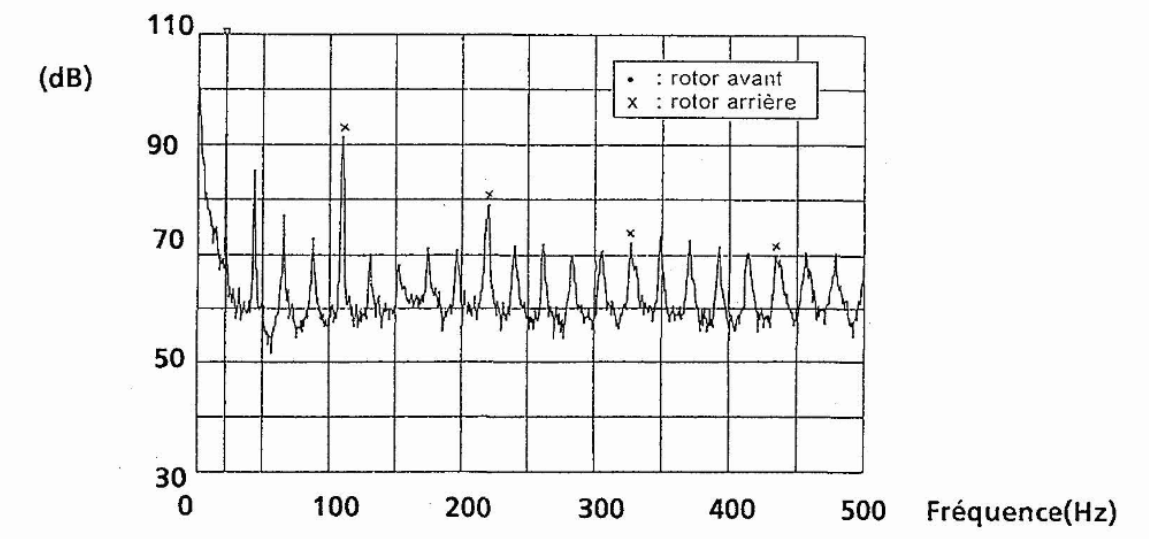 110
(dB)
• : rotor avant
x : rotor arrière
90
70
50
30
0 100 200 300 400 500 Fréquence(Hz)